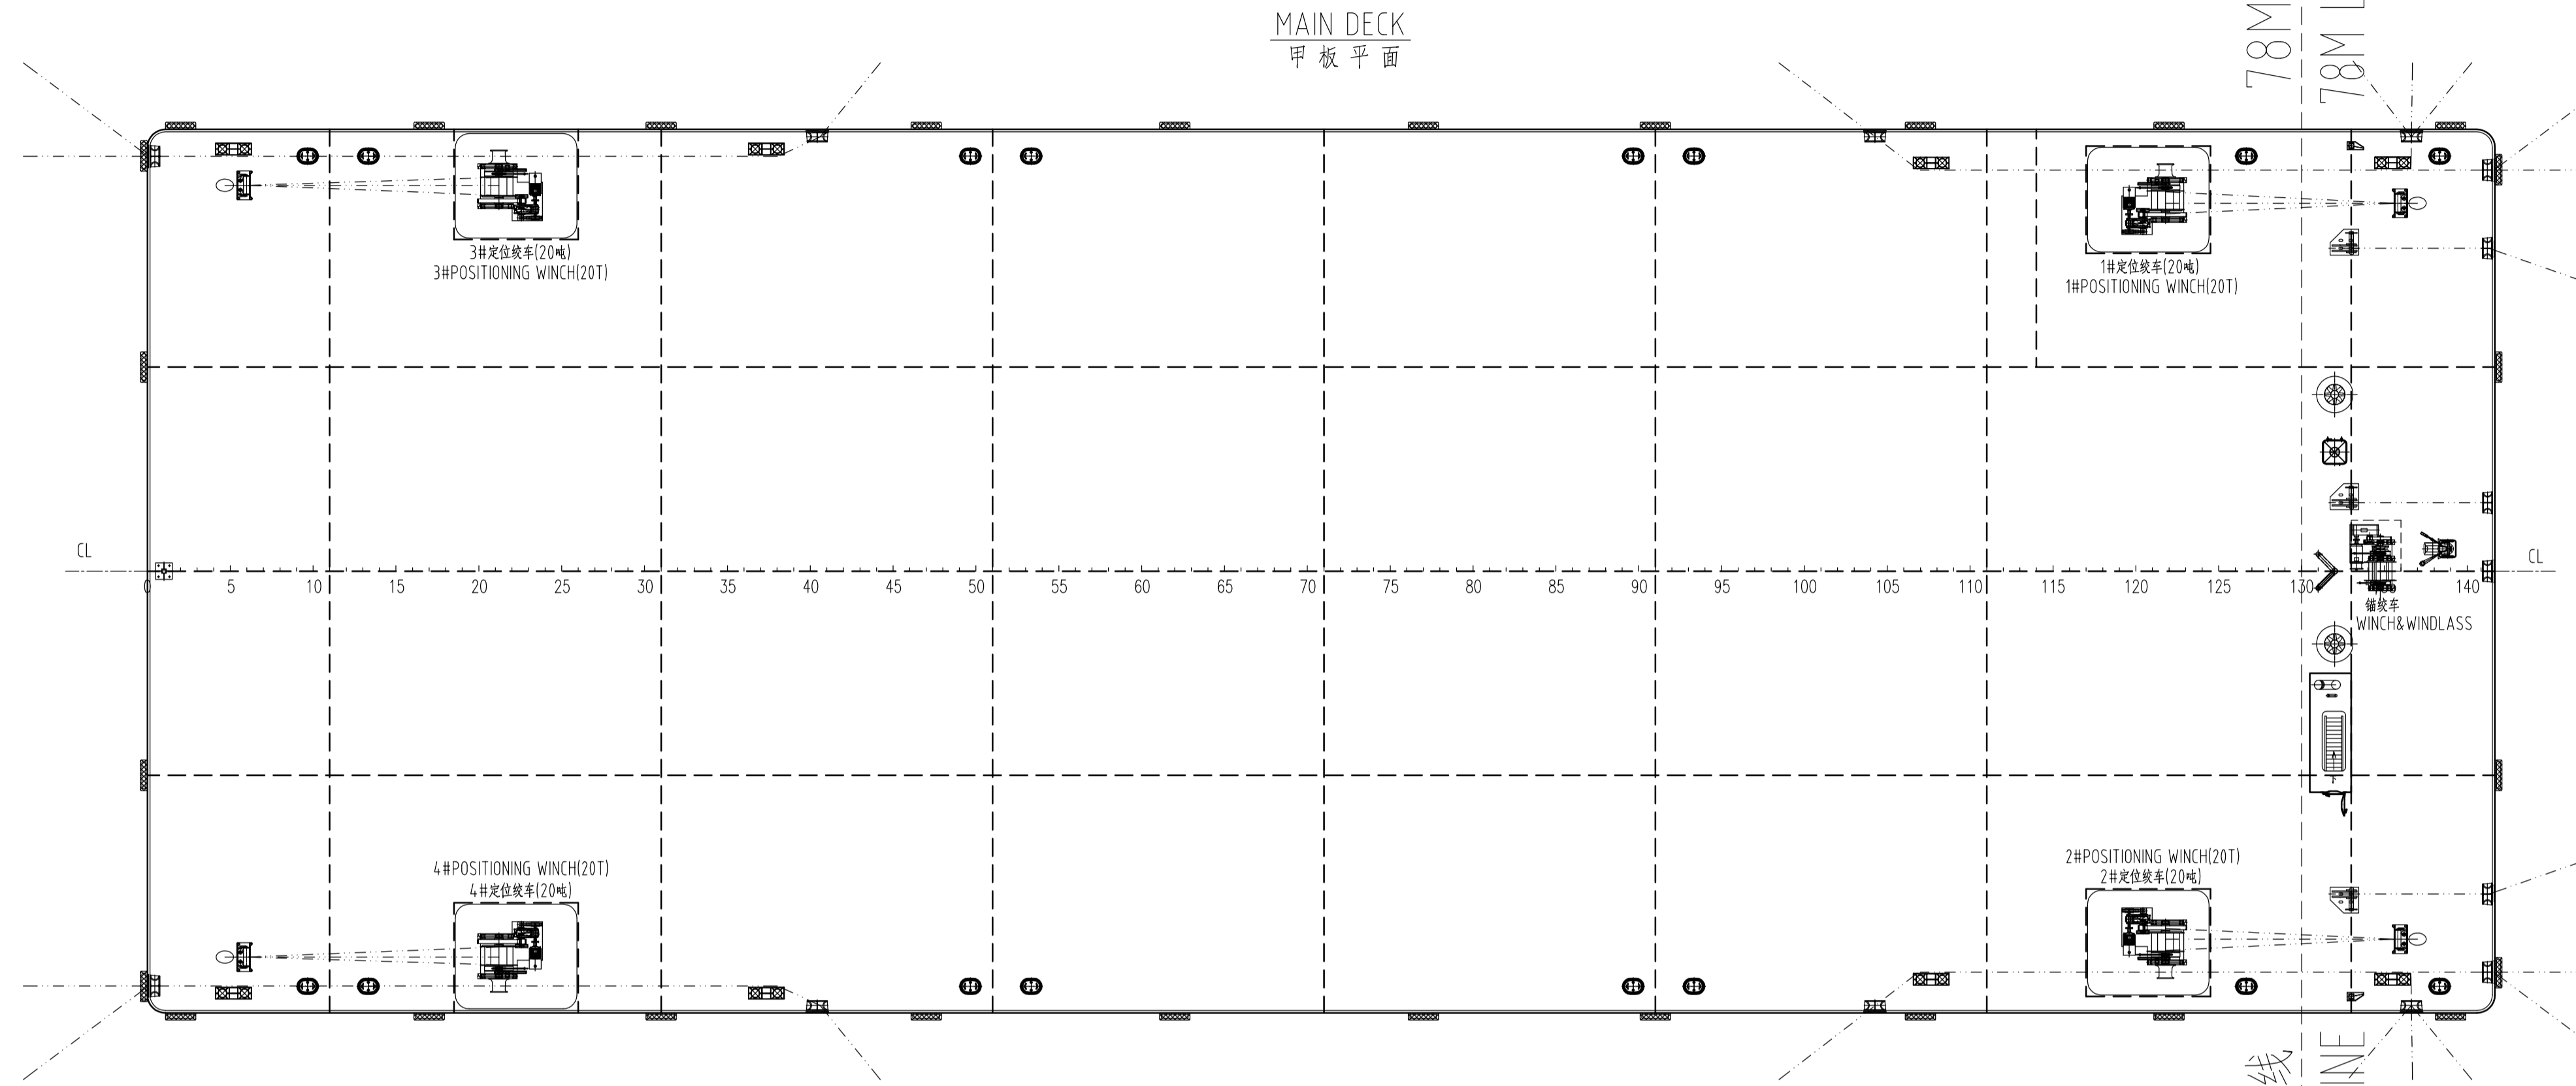 MAIN DECK
甲板平面
78M
78M L
3#定位绞车(20吨)
3#POSITIONING WINCH(20T)
1#定位绞车(20吨)
1#POSITIONING WINCH(20T)
CL
CL
0 5 10 15 20 25 30 35 40 45 50 55 60 65 70 75 80 85 90 95 100 105 110 115 120 125 130 140
锚绞车
WINCH&WINDLASS
下
4#POSITIONING WINCH(20T)
4#定位绞车(20吨)
2#POSITIONING WINCH(20T)
2#定位绞车(20吨)
线
INE